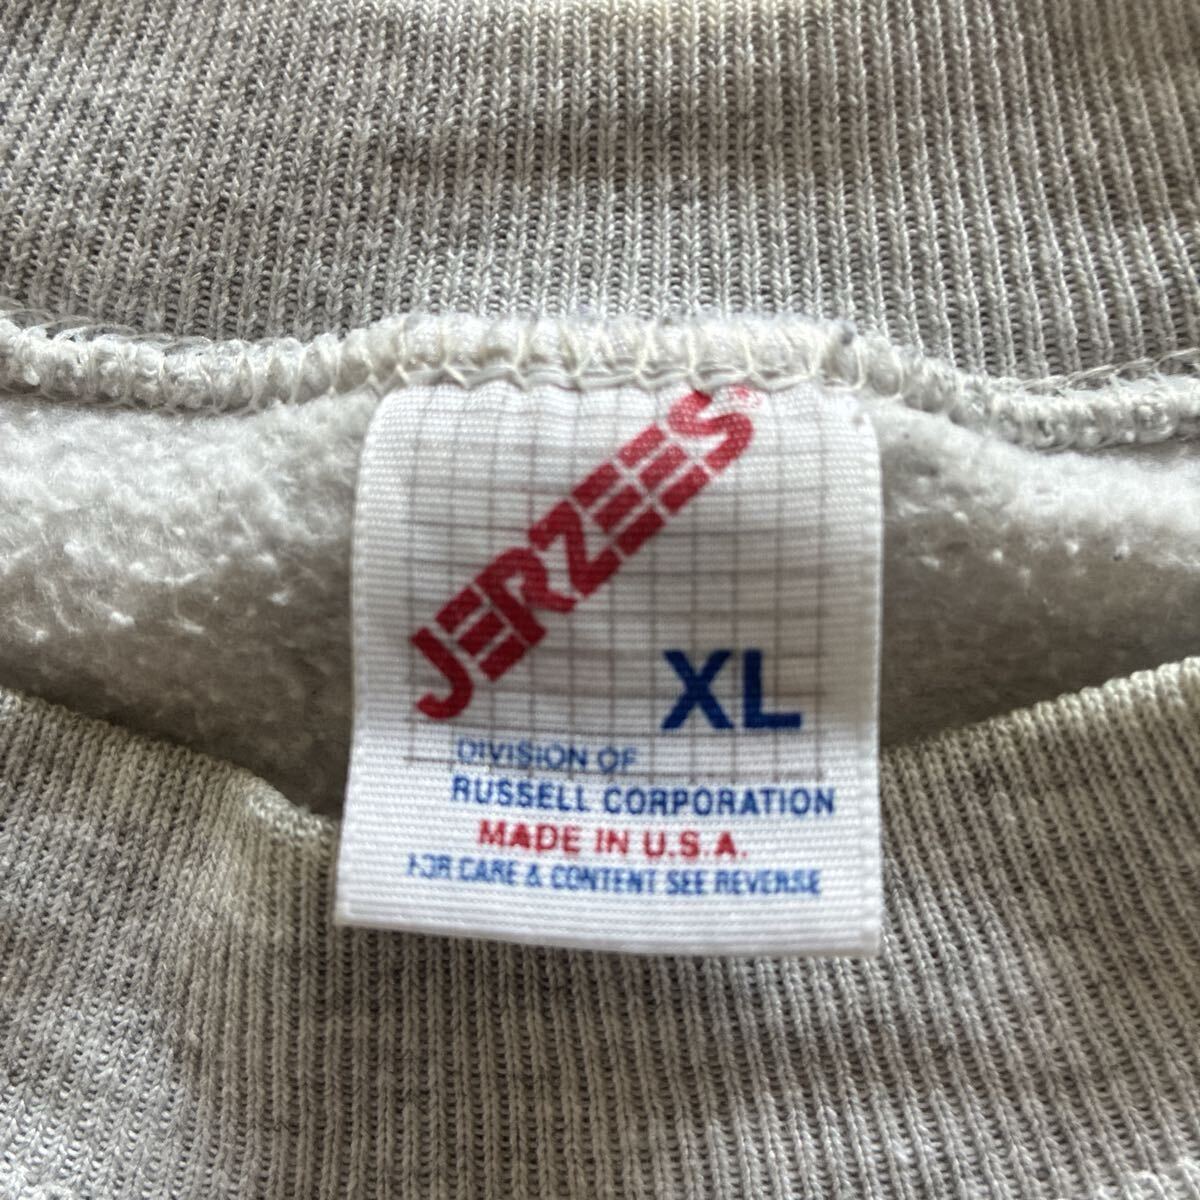 JERZEES®
XL
DIVISION OF
RUSSELL CORPORATION
MADE IN U.S.A.
FOR CARE & CONTENT SEE REVERSE